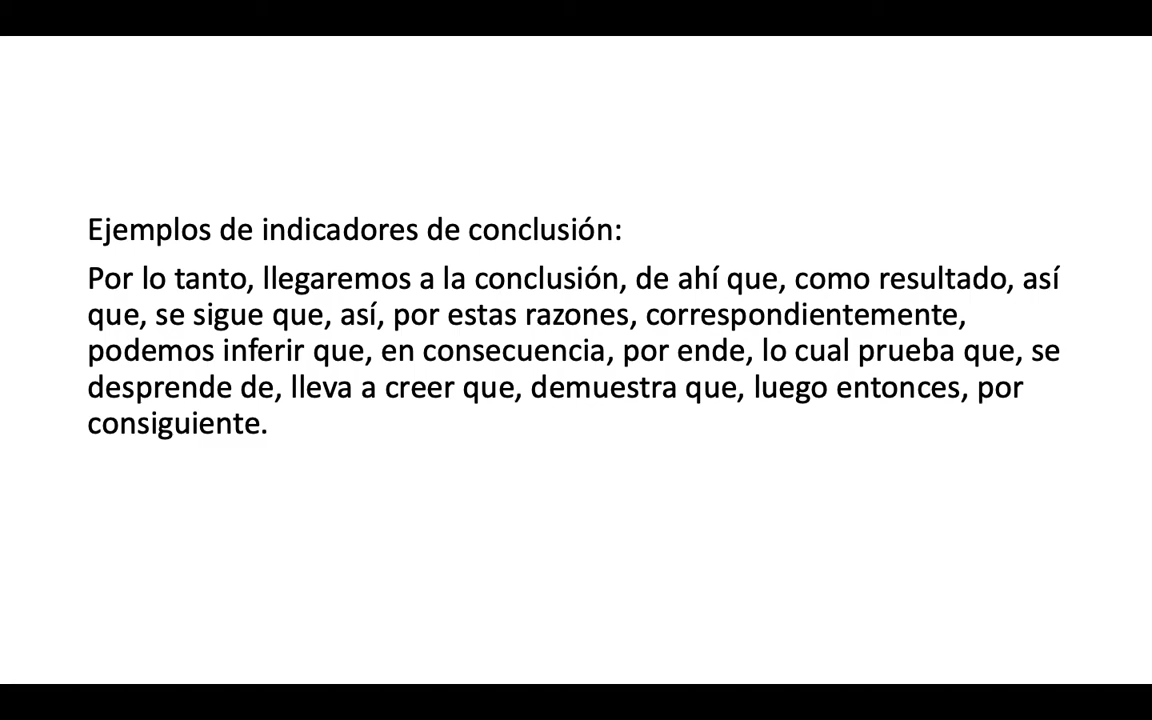 Ejemplos de indicadores de conclusión:
Por lo tanto, llegaremos a la conclusión, de ahí que, como resultado, así
que, se sigue que, así, por estas razones, correspondientemente,
podemos inferir que, en consecuencia, por ende, lo cual prueba que, se
desprende de, lleva a creer que, demuestra que, luego entonces, por
consiguiente.